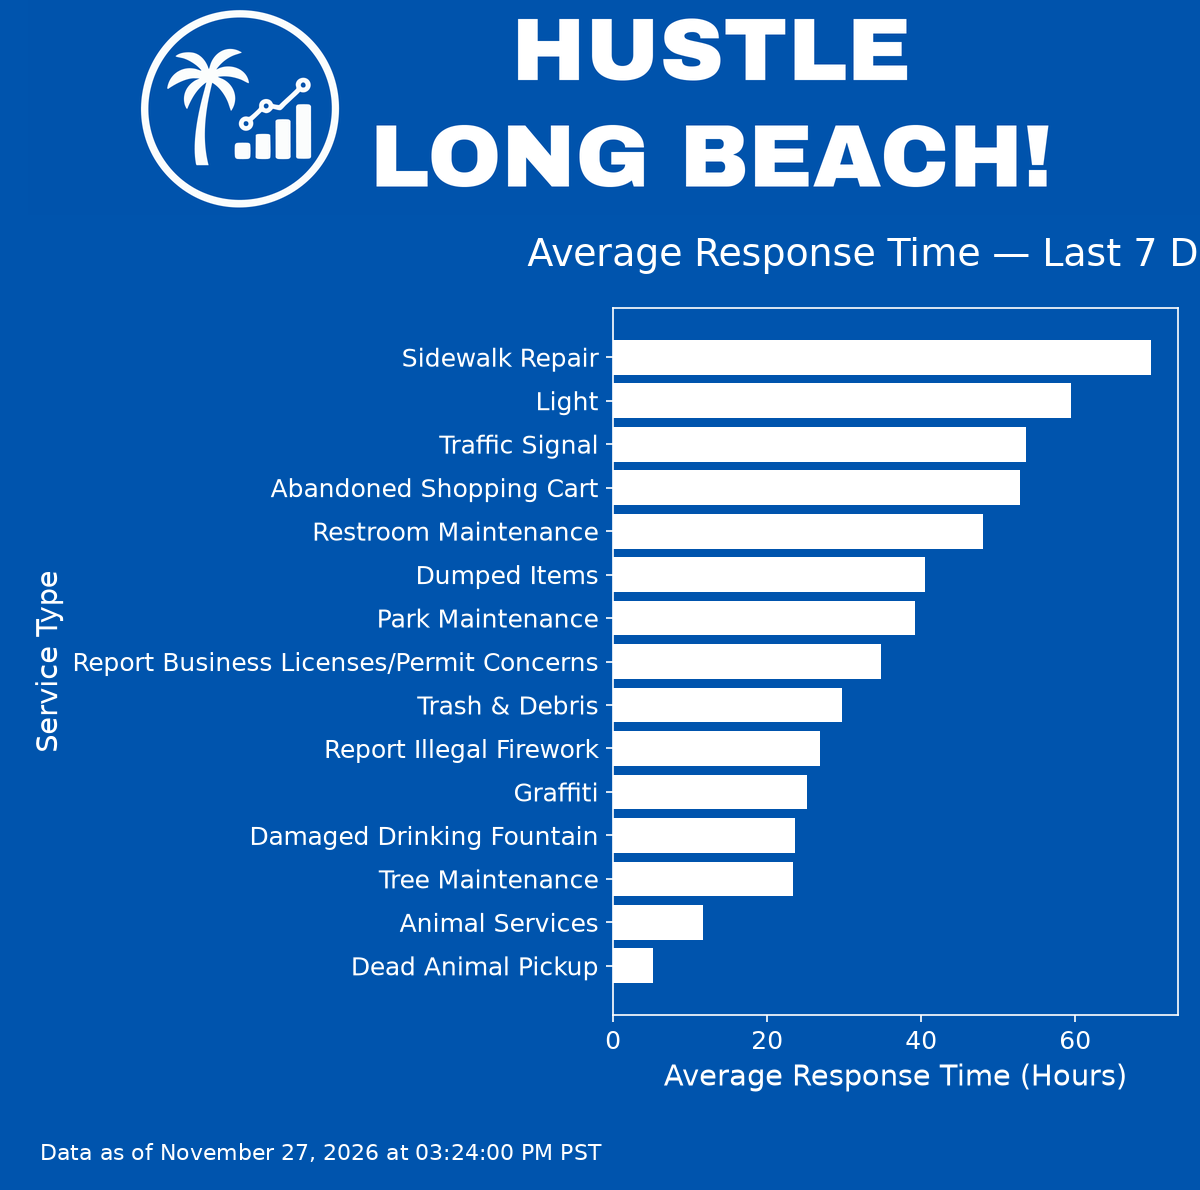 HUSTLE
LONG BEACH!
Average Response Time — Last 7 D
Service Type
Sidewalk Repair
Light
Traffic Signal
Abandoned Shopping Cart
Restroom Maintenance
Dumped Items
Park Maintenance
Report Business Licenses/Permit Concerns
Trash & Debris
Report Illegal Firework
Graffiti
Damaged Drinking Fountain
Tree Maintenance
Animal Services
Dead Animal Pickup
0 20 40 60
Average Response Time (Hours)
Data as of November 27, 2026 at 03:24:00 PM PST